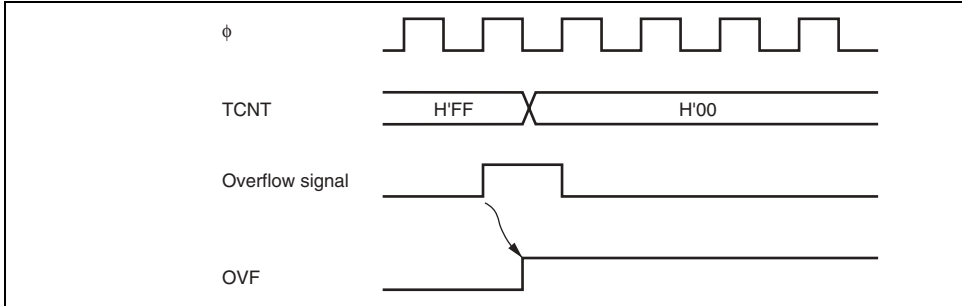 φ
TCNT H'FF H'00
Overflow signal
OVF